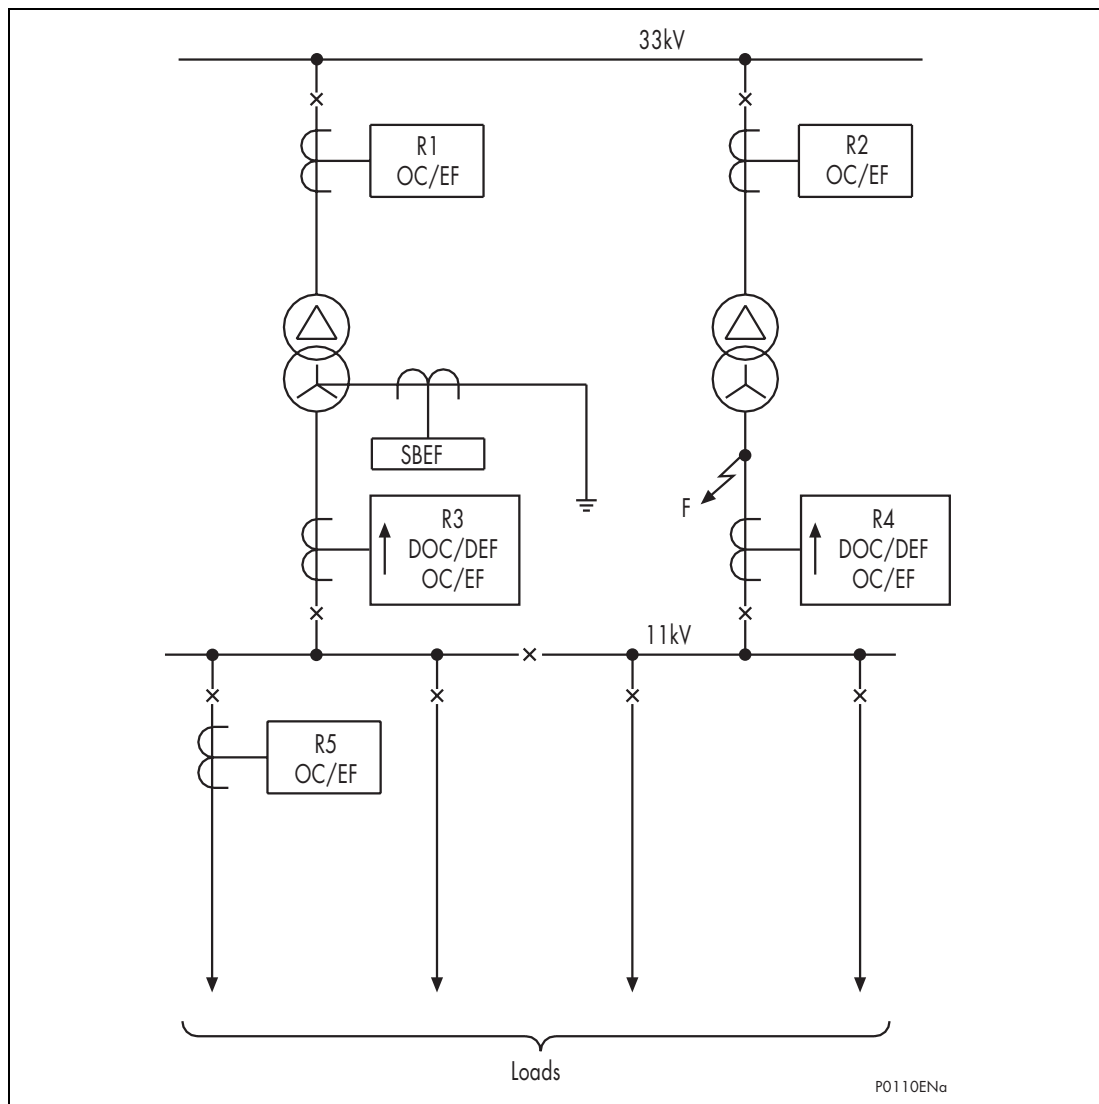 33kV
R1
OC/EF
R2
OC/EF
SBEF
F
R3
DOC/DEF
OC/EF
R4
DOC/DEF
OC/EF
11kV
R5
OC/EF
Loads
P0110ENa